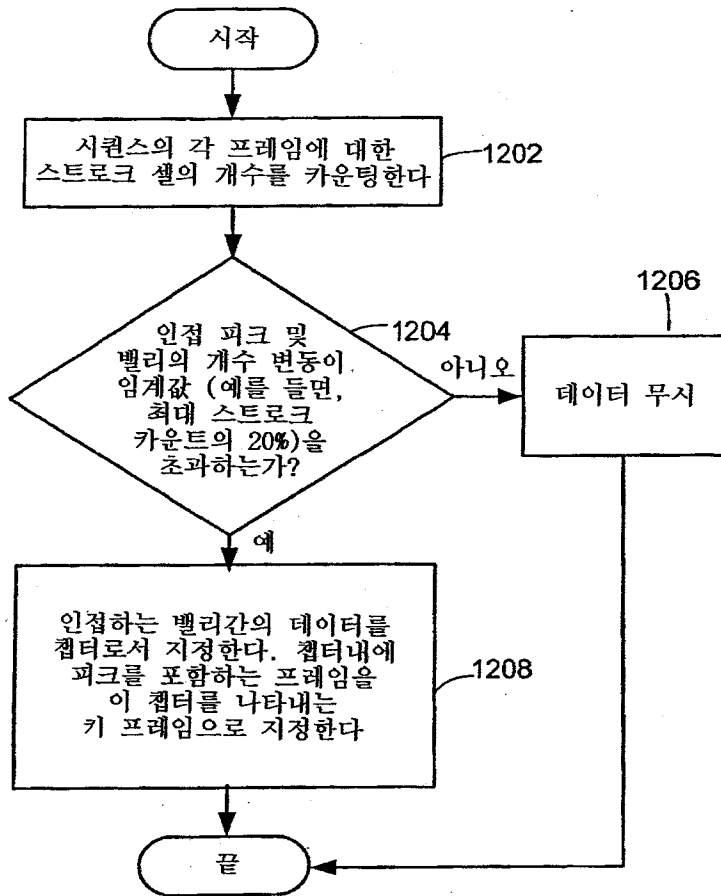 시작
시퀀스의 각 프레임에 대한
스트로크 셀의 개수를 카운팅한다
1202
인접 피크 및
밸리의 개수 변동이
임계값 (예를 들면,
최대 스트로크
카운트의 20%)을
초과하는가?
1204
아니오
1206
데이터 무시
예
인접하는 밸리간의 데이터를
챕터로서 지정한다. 챕터내에
피크를 포함하는 프레임을
이 챕터를 나타내는
키 프레임으로 지정한다
1208
끝